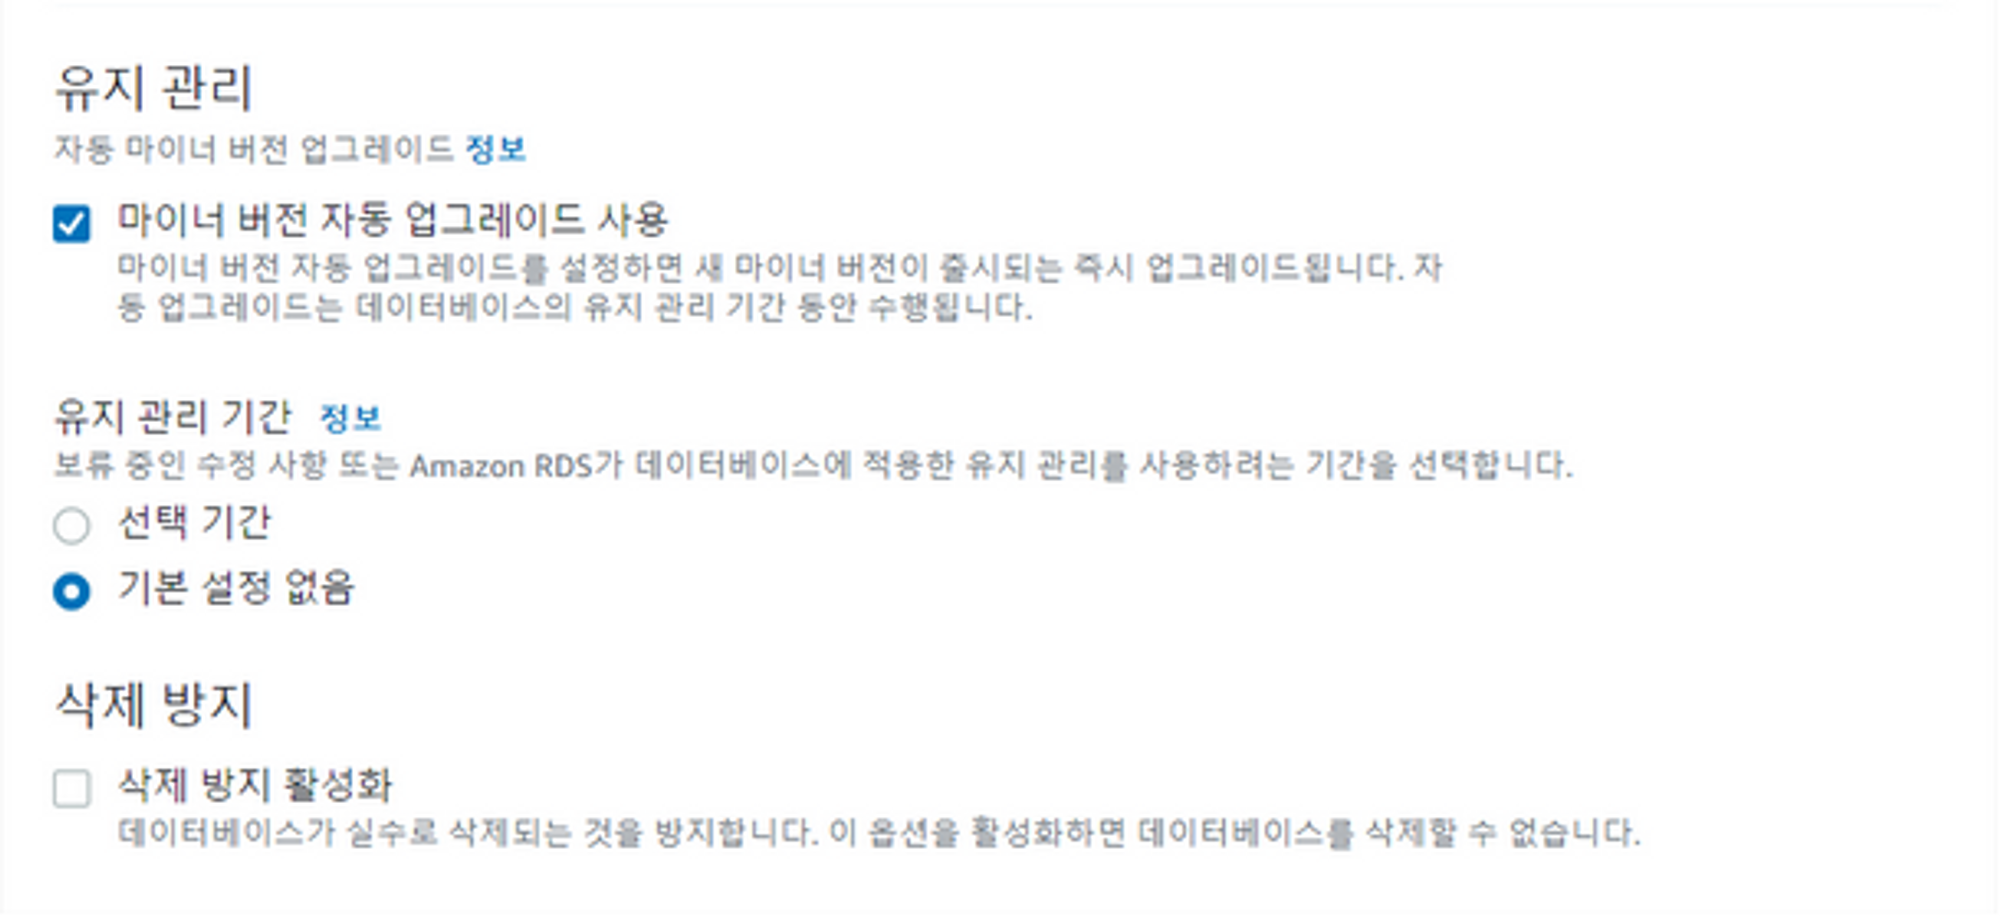 유지 관리
자동 마이너 버전 업그레이드 정보
마이너 버전 자동 업그레이드 사용
마이너 버전 자동 업그레이드를 설정하면 새 마이너 버전이 출시되는 즉시 업그레이드됩니다. 자
동 업그레이드는 데이터베이스의 유지 관리 기간 동안 수행됩니다.
유지 관리 기간 정보
보류 중인 수정 사항 또는 Amazon RDS가 데이터베이스에 적용한 유지 관리를 사용하려는 기간을 선택합니다.
선택 기간
기본 설정 없음
삭제 방지
삭제 방지 활성화
데이터베이스가 실수로 삭제되는 것을 방지합니다. 이 옵션을 활성화하면 데이터베이스를 삭제할 수 없습니다.